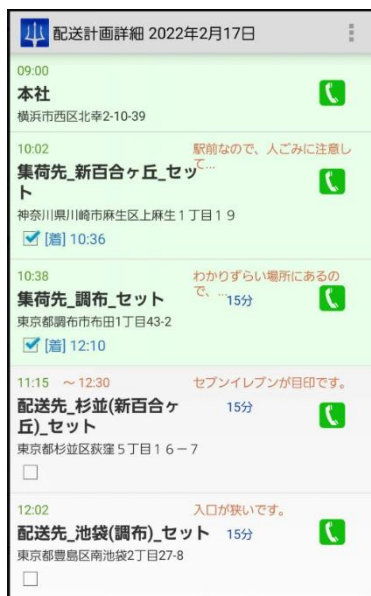 配送計画詳細 2022年2月17日
09:00
本社
横浜市西区北幸2-10-39
10:02
駅前なので、人ごみに注意し
て...
集荷先_新百合ヶ丘_セッ
ト
神奈川県川崎市麻生区上麻生1丁目19
[着] 10:36
10:38
わかりずらい場所にあるの
で、...
集荷先_調布_セット
15分
東京都調布市布田1丁目43-2
[着] 12:10
11:15 ～12:30
セブンイレブンが目印です。
配送先_杉並(新百合ヶ
丘)_セット
15分
東京都杉並区荻窪5丁目16－7
12:02
入口が狭いです。
配送先_池袋(調布)_セット
15分
東京都豊島区南池袋2丁目27-8